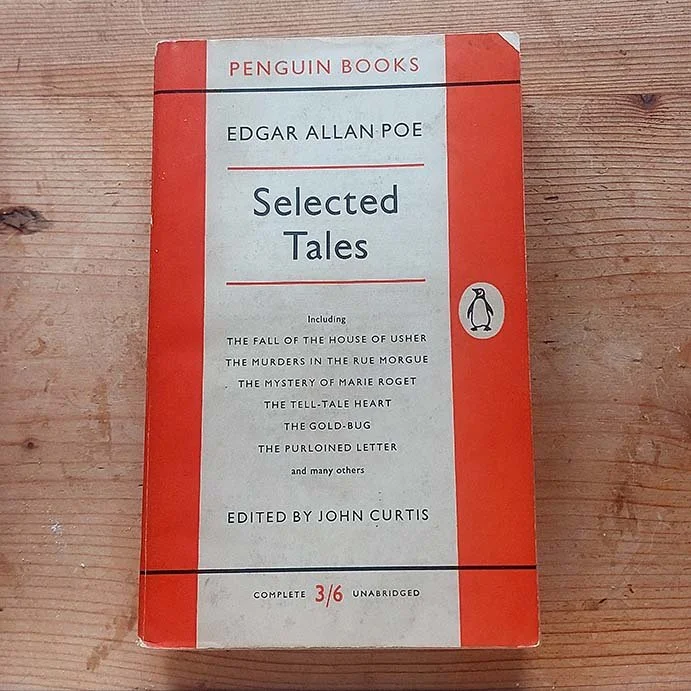 PENGUIN BOOKS
EDGAR ALLAN POE
Selected
Tales
Including
THE FALL OF THE HOUSE OF USHER
THE MURDERS IN THE RUE MORGUE
THE MYSTERY OF MARIE ROGET
THE TELL-TALE HEART
THE GOLD-BUG
THE PURLOINED LETTER
and many others
EDITED BY JOHN CURTIS
COMPLETE 3/6 UNABRIDGED